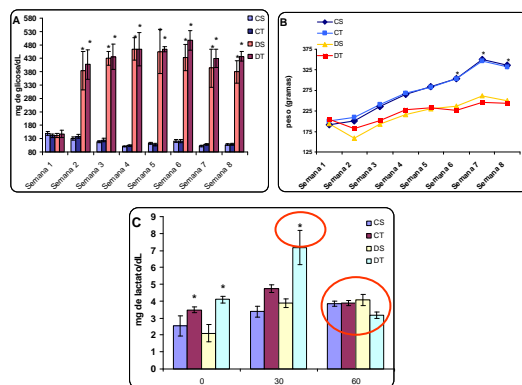 A
mg de glicose/dL
580
530
480
430
380
330
280
230
180
130
80
* * * * * * * * * * * * * *
CS
CT
DS
DT
Semana 1
Semana 2
Semana 3
Semana 4
Semana 5
Semana 6
Semana 7
Semana 8
B
peso (gramas)
375
325
275
225
175
125
* * *
CS
CT
DS
DT
Semana 1
Semana 2
Semana 3
Semana 4
Semana 5
Semana 6
Semana 7
Semana 8
C
mg de lactato/dL
9
8
7
6
5
4
3
2
1
0
* * *
CS
CT
DS
DT
0 30 60